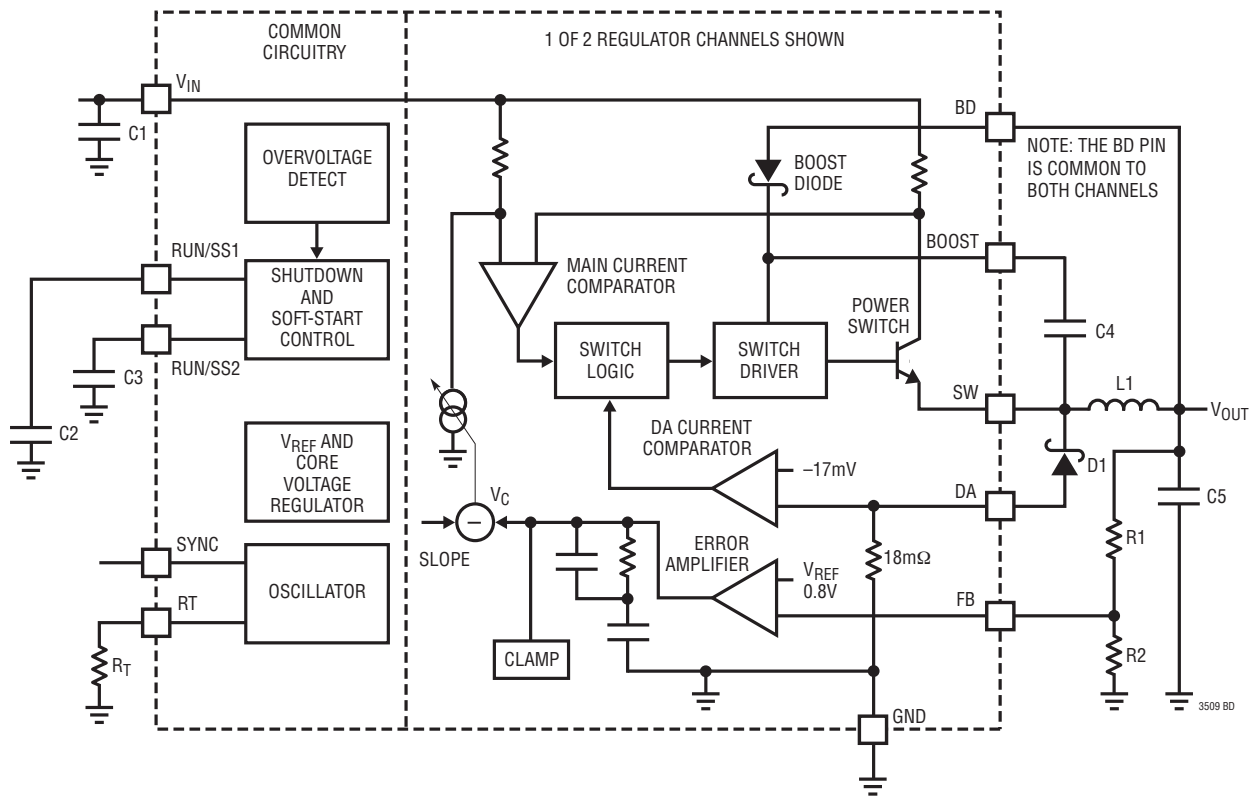 COMMON
CIRCUITRY
1 OF 2 REGULATOR CHANNELS SHOWN
VIN
C1
OVERVOLTAGE
DETECT
RUN/SS1
SHUTDOWN
AND
SOFT-START
CONTROL
RUN/SS2
C3
C2
VREF AND
CORE
VOLTAGE
REGULATOR
SYNC
OSCILLATOR
RT
RT
BD
NOTE: THE BD PIN
IS COMMON TO
BOTH CHANNELS
BOOST
DIODE
BOOST
MAIN CURRENT
COMPARATOR
POWER
SWITCH
SWITCH
LOGIC
SWITCH
DRIVER
C4
SW
L1
VOUT
DA CURRENT
COMPARATOR
–17mV
D1
DA
C5
VC
–
SLOPE
ERROR
AMPLIFIER
VREF
0.8V
18mΩ
R1
FB
CLAMP
R2
GND
3509 BD